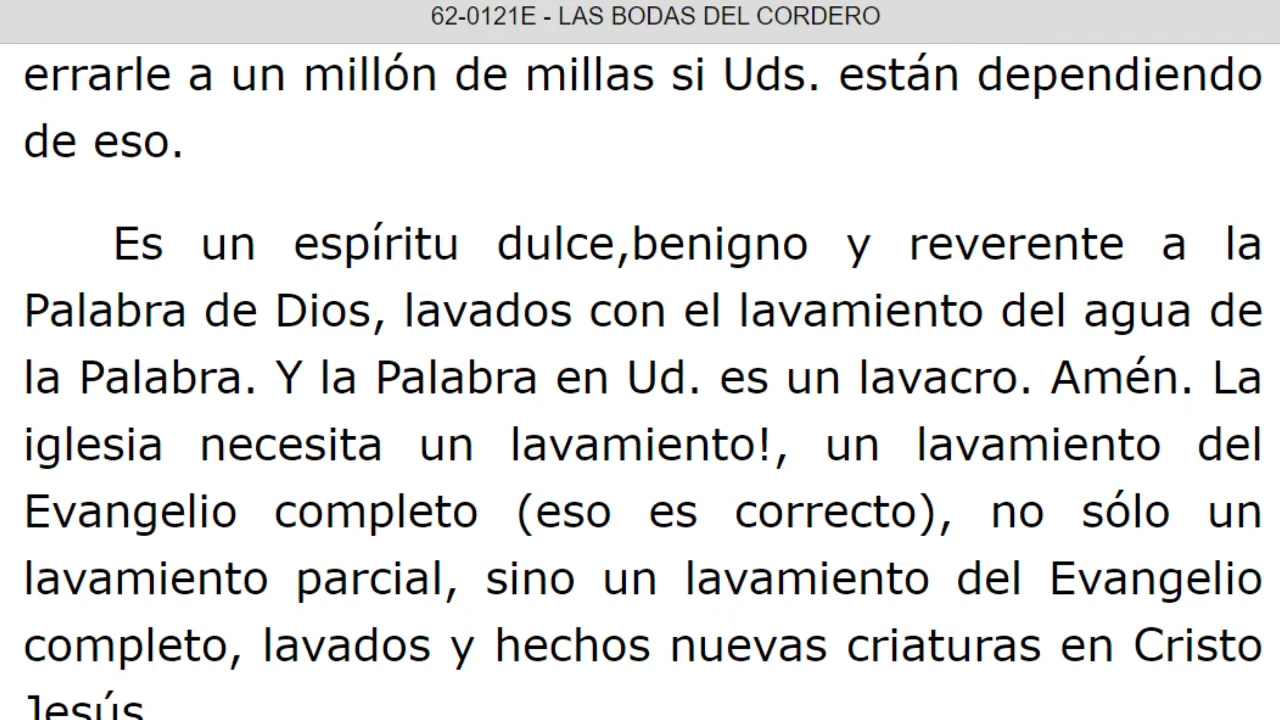 62-0121E - LAS BODAS DEL CORDERO
errarle a un millón de millas si Uds. están dependiendo
de eso.
Es un espíritu dulce,benigno y reverente a la
Palabra de Dios, lavados con el lavamiento del agua de
la Palabra. Y la Palabra en Ud. es un lavacro. Amén. La
iglesia necesita un lavamiento!, un lavamiento del
Evangelio completo (eso es correcto), no sólo un
lavamiento parcial, sino un lavamiento del Evangelio
completo, lavados y hechos nuevas criaturas en Cristo
Jesús